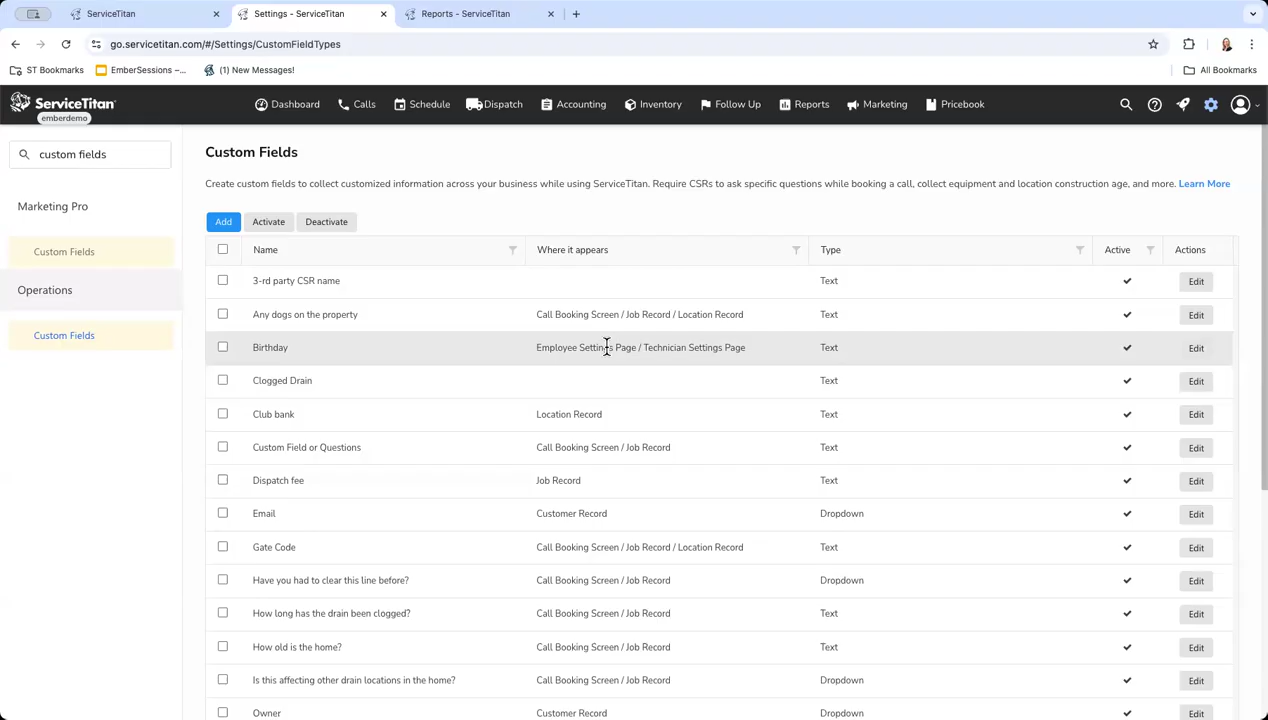 ServiceTitan
Settings - ServiceTitan
Reports - ServiceTitan
go.servicetitan.com/#/Settings/CustomFieldTypes
ST Bookmarks
EmberSessions –...
(1) New Messages!
All Bookmarks
ServiceTitan
emberdemo
Dashboard
Calls
Schedule
Dispatch
Accounting
Inventory
Follow Up
Reports
Marketing
Pricebook
custom fields
Marketing Pro
Custom Fields
Operations
Custom Fields
Custom Fields
Create custom fields to collect customized information across your business while using ServiceTitan. Require CSRs to ask specific questions while booking a call, collect equipment and location construction age, and more. Learn More
Add Activate Deactivate
Name Where it appears Type Active Actions
3-rd party CSR name Text Edit
Any dogs on the property Call Booking Screen / Job Record / Location Record Text Edit
Birthday Employee Settings Page / Technician Settings Page Text Edit
Clogged Drain Text Edit
Club bank Location Record Text Edit
Custom Field or Questions Call Booking Screen / Job Record Text Edit
Dispatch fee Job Record Text Edit
Email Customer Record Dropdown Edit
Gate Code Call Booking Screen / Job Record / Location Record Text Edit
Have you had to clear this line before? Call Booking Screen / Job Record Dropdown Edit
How long has the drain been clogged? Call Booking Screen / Job Record Text Edit
How old is the home? Call Booking Screen / Job Record Text Edit
Is this affecting other drain locations in the home? Call Booking Screen / Job Record Dropdown Edit
Owner Customer Record Dropdown Edit